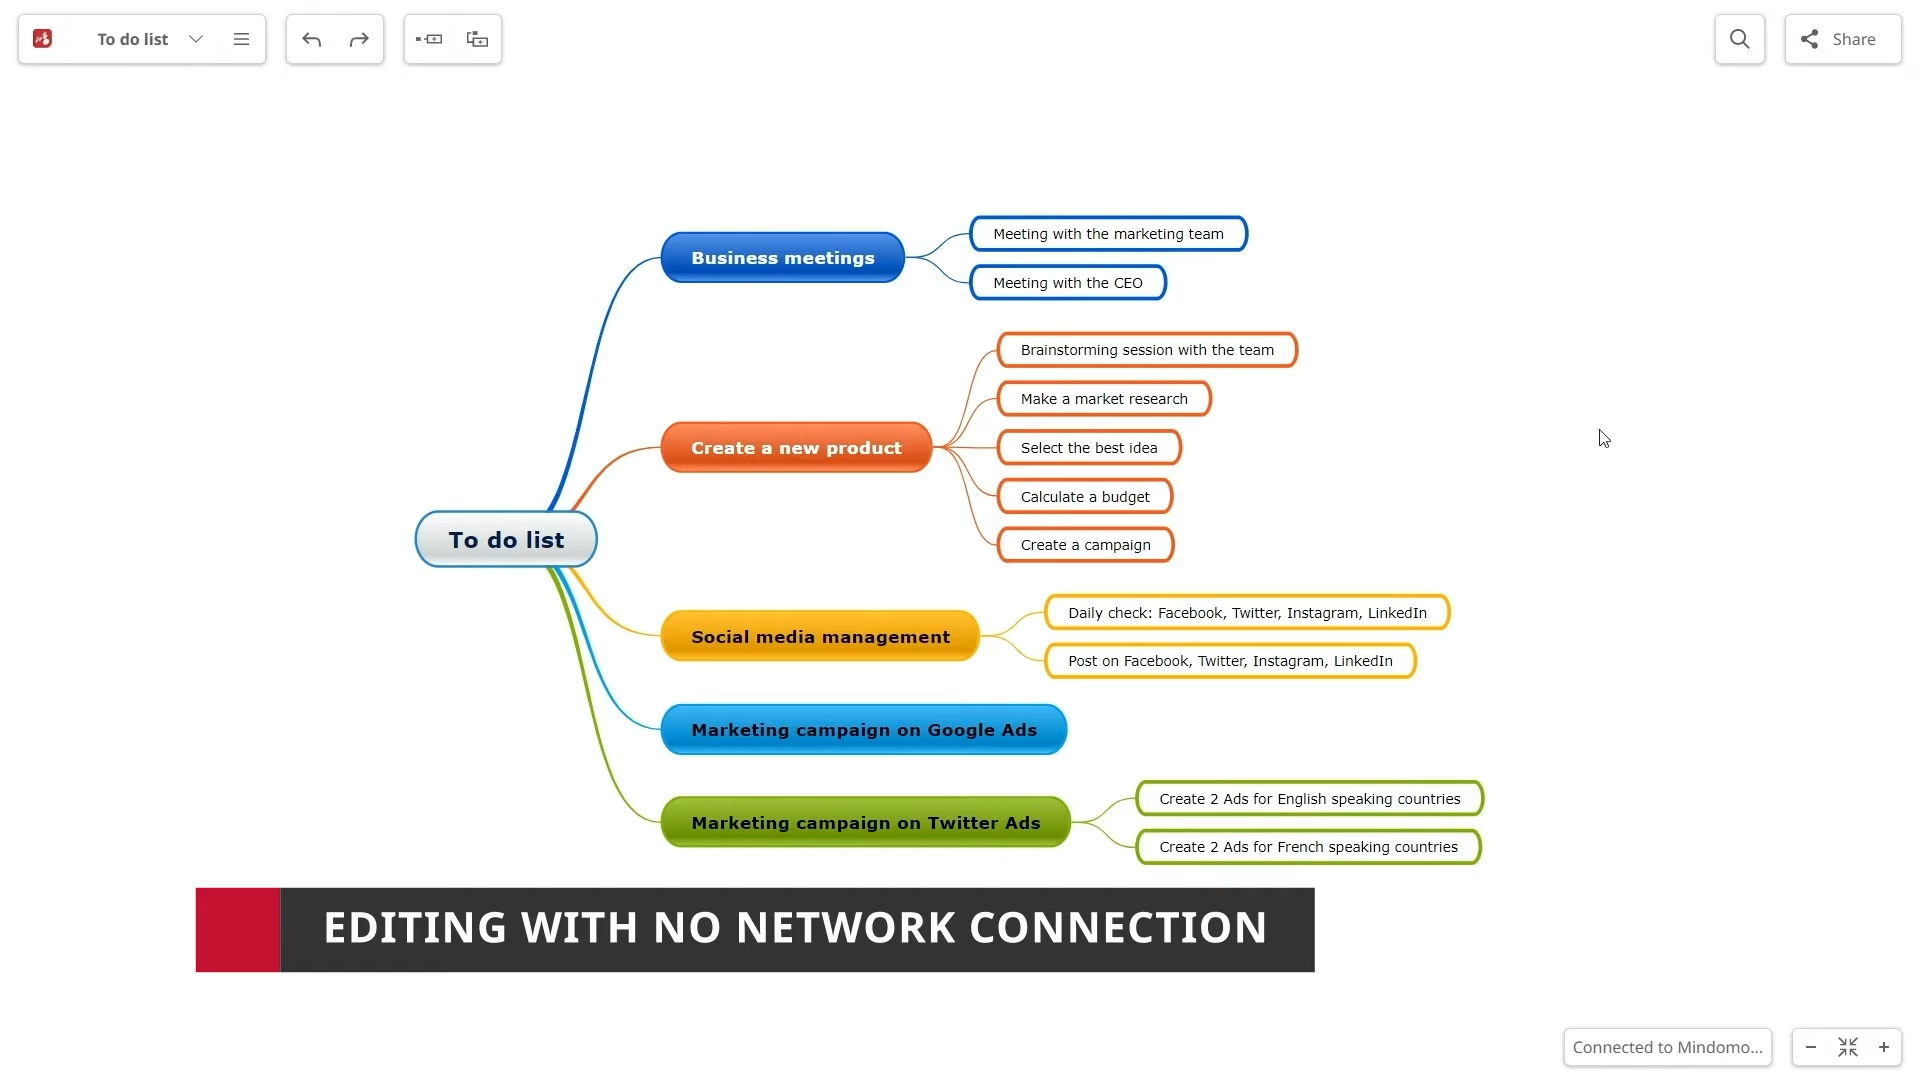 To do list
Share
Business meetings
Meeting with the marketing team
Meeting with the CEO
Create a new product
Brainstorming session with the team
Make a market research
Select the best idea
Calculate a budget
Create a campaign
To do list
Social media management
Daily check: Facebook, Twitter, Instagram, LinkedIn
Post on Facebook, Twitter, Instagram, LinkedIn
Marketing campaign on Google Ads
Marketing campaign on Twitter Ads
Create 2 Ads for English speaking countries
Create 2 Ads for French speaking countries
EDITING WITH NO NETWORK CONNECTION
Connected to Mindomo...